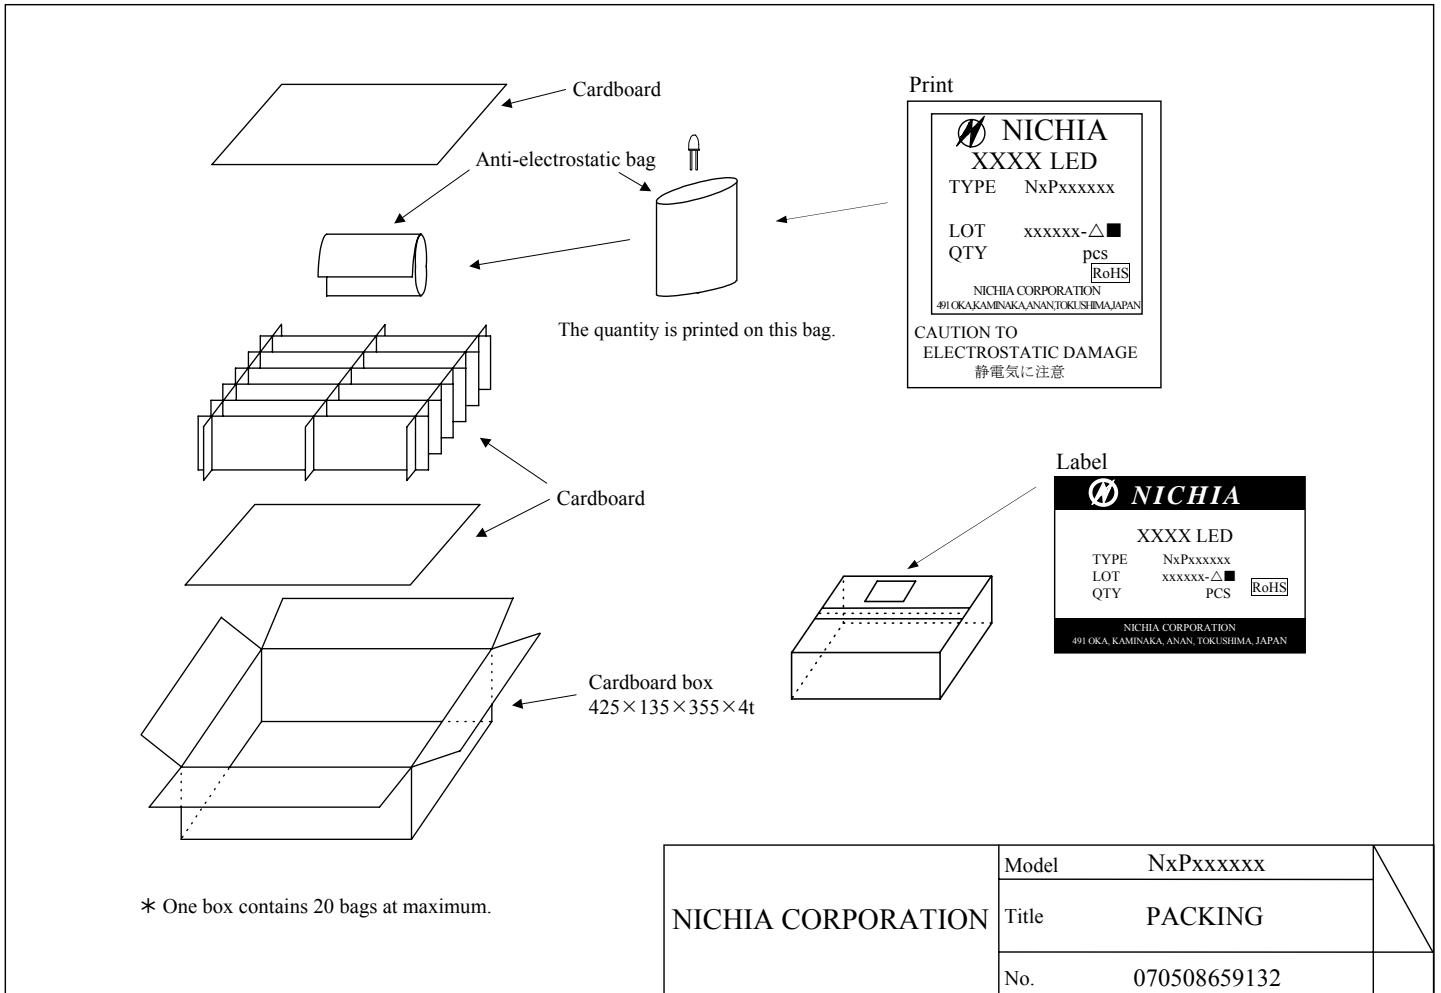 Cardboard
Anti-electrostatic bag
The quantity is printed on this bag.
Print
NICHIA
XXXX LED
TYPE NxPxxxxxx
LOT xxxxxx-△■
QTY pcs
RoHS
NICHIA CORPORATION
491 OKA,KAMINAKA,ANAN,TOKUSHIMA,JAPAN
CAUTION TO
ELECTROSTATIC DAMAGE
静電気に注意
Cardboard
Label
NICHIA
XXXX LED
TYPE NxPxxxxxx
LOT xxxxxx-△■
QTY PCS
RoHS
NICHIA CORPORATION
491 OKA, KAMINAKA, ANAN, TOKUSHIMA, JAPAN
Cardboard box
425×135×355×4t
* One box contains 20 bags at maximum.
NICHIA CORPORATION
Model NxPxxxxxx
Title PACKING
No. 070508659132